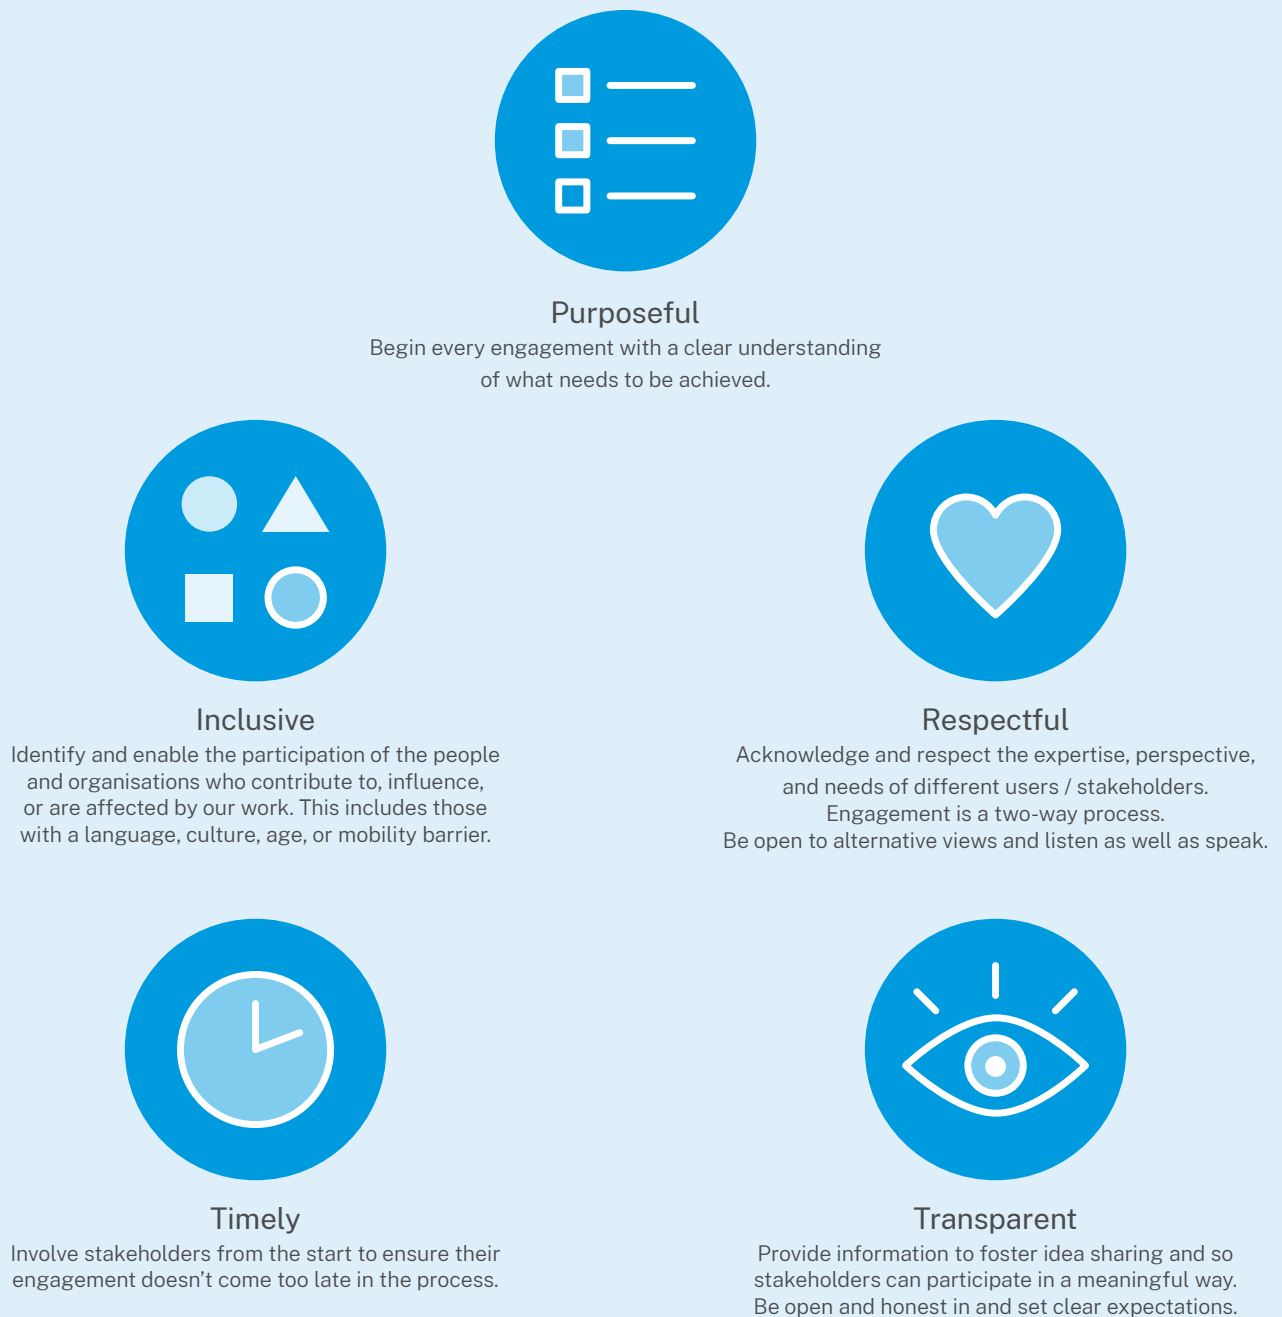 Purposeful
Begin every engagement with a clear understanding
of what needs to be achieved.
Inclusive
Identify and enable the participation of the people
and organisations who contribute to, influence,
or are affected by our work. This includes those
with a language, culture, age, or mobility barrier.
Respectful
Acknowledge and respect the expertise, perspective,
and needs of different users / stakeholders.
Engagement is a two-way process.
Be open to alternative views and listen as well as speak.
Timely
Involve stakeholders from the start to ensure their
engagement doesn’t come too late in the process.
Transparent
Provide information to foster idea sharing and so
stakeholders can participate in a meaningful way.
Be open and honest in and set clear expectations.